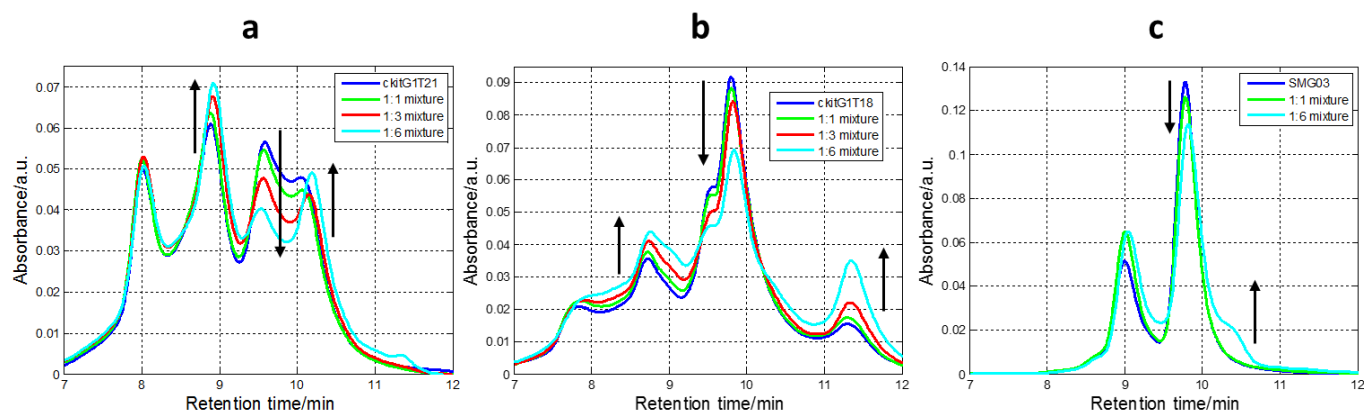 a
0.07
0.06
0.05
0.04
0.03
0.02
0.01
0
Absorbance/a.u.
7 8 9 10 11 12
Retention time/min
ckitG1T21
1:1 mixture
1:3 mixture
1:6 mixture
b
0.09
0.08
0.07
0.06
0.05
0.04
0.03
0.02
0.01
0
Absorbance/a.u.
7 8 9 10 11 12
Retention time/min
ckitG1T18
1:1 mixture
1:3 mixture
1:6 mixture
c
0.14
0.12
0.1
0.08
0.06
0.04
0.02
0
Absorbance/a.u.
7 8 9 10 11 12
Retention time/min
SMG03
1:1 mixture
1:6 mixture